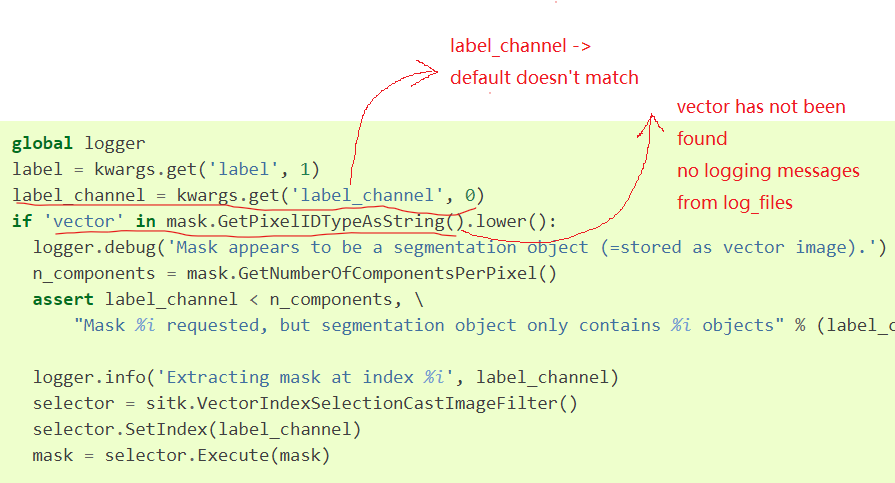 label_channel ->
default doesn't match
vector has not been
found
no logging messages
from log_files
global logger
label = kwargs.get('label', 1)
label_channel = kwargs.get('label_channel', 0)
if 'vector' in mask.GetPixelIDTypeAsString().lower():
logger.debug('Mask appears to be a segmentation object (=stored as vector image).')
n_components = mask.GetNumberOfComponentsPerPixel()
assert label_channel < n_components, \
"Mask %i requested, but segmentation object only contains %i objects" % (label_c
logger.info('Extracting mask at index %i', label_channel)
selector = sitk.VectorIndexSelectionCastImageFilter()
selector.SetIndex(label_channel)
mask = selector.Execute(mask)